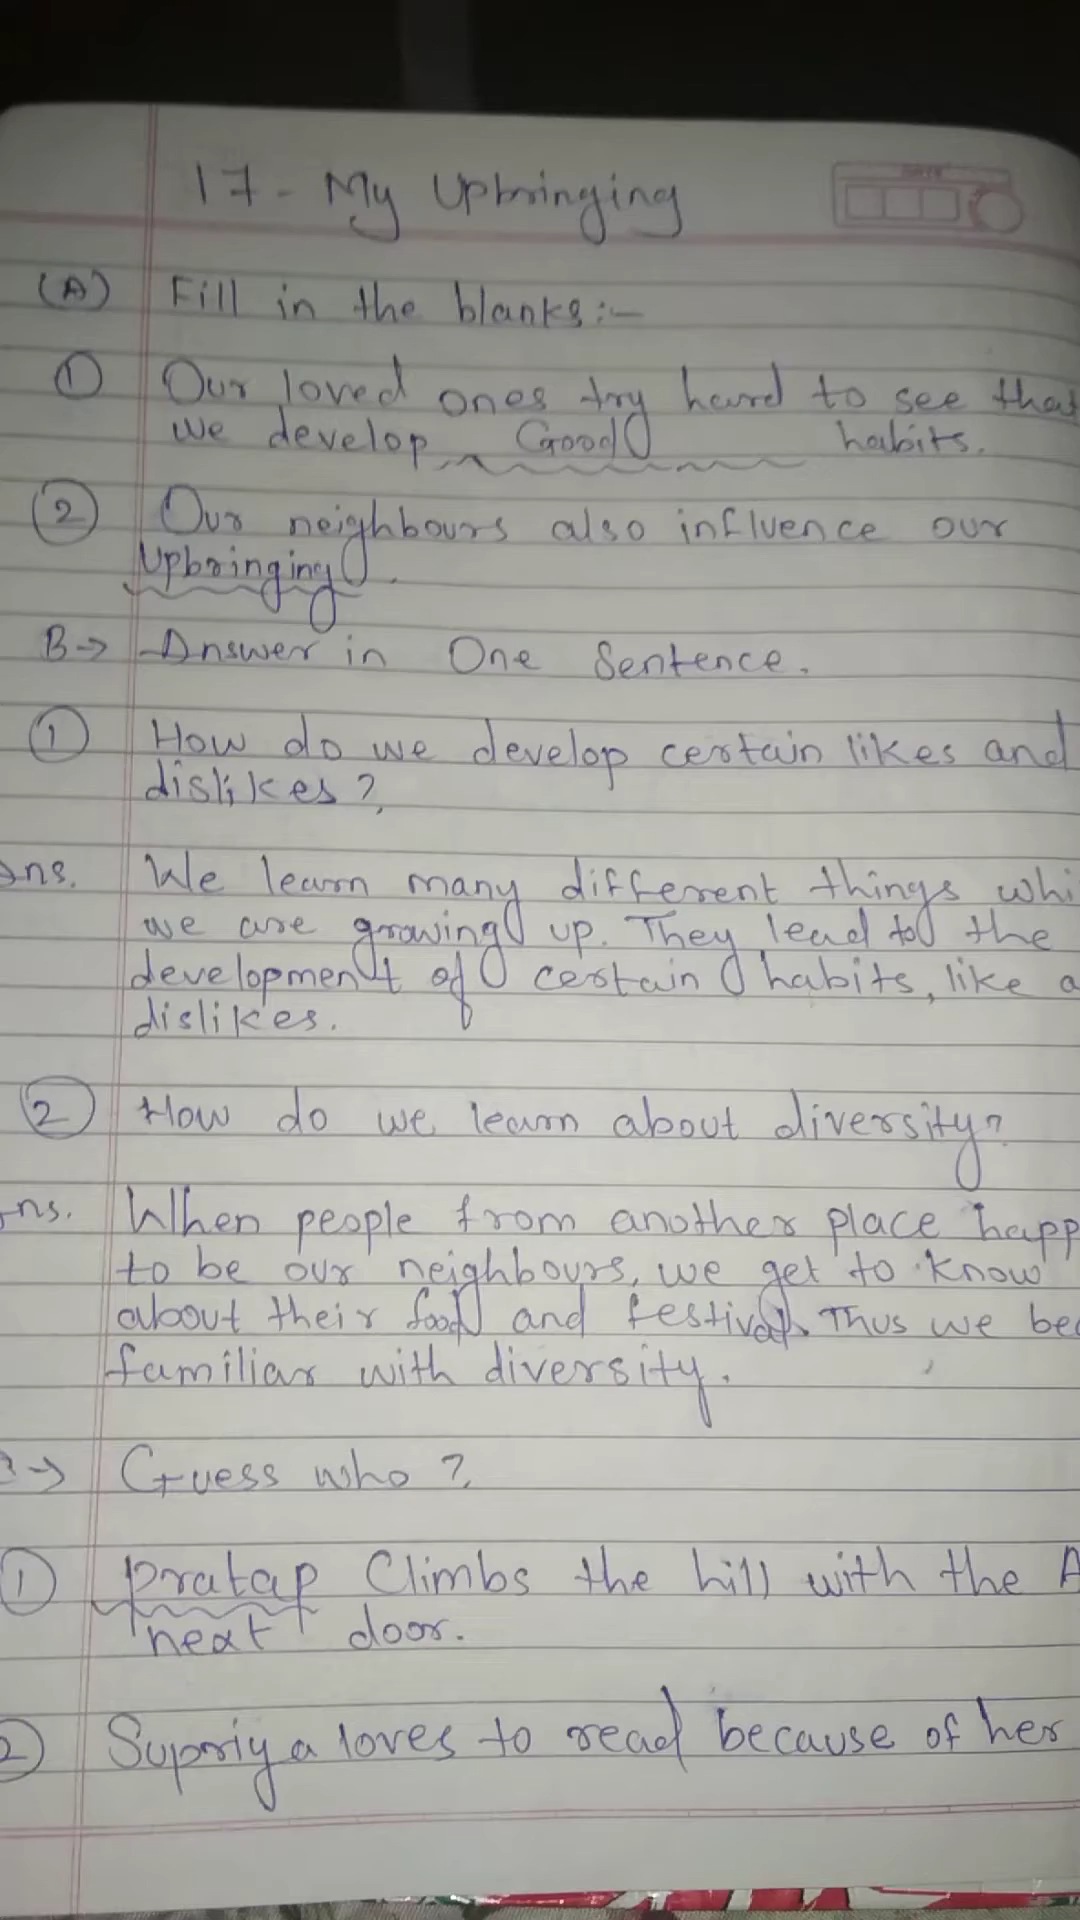 17- My Upbringing
(A) Fill in the blanks:-
① Our loved ones try hard to see that
we develop Good habits.
② Our neighbours also influence our
Upbringing.
B→ Answer in One Sentence.
① How do we develop certain likes and
dislikes?
Ans. We learn many different things whi
we are growing up. They lead to the
development of certain habits, like a
dislikes.
② How do we learn about diversity?
Ans. When people from another place happ
to be our neighbours, we get to know
about their food and festival. Thus we bec
familiar with diversity.
→ Guess who?
① Pratap Climbs the hill with the A
next door.
② Supriya loves to read because of her